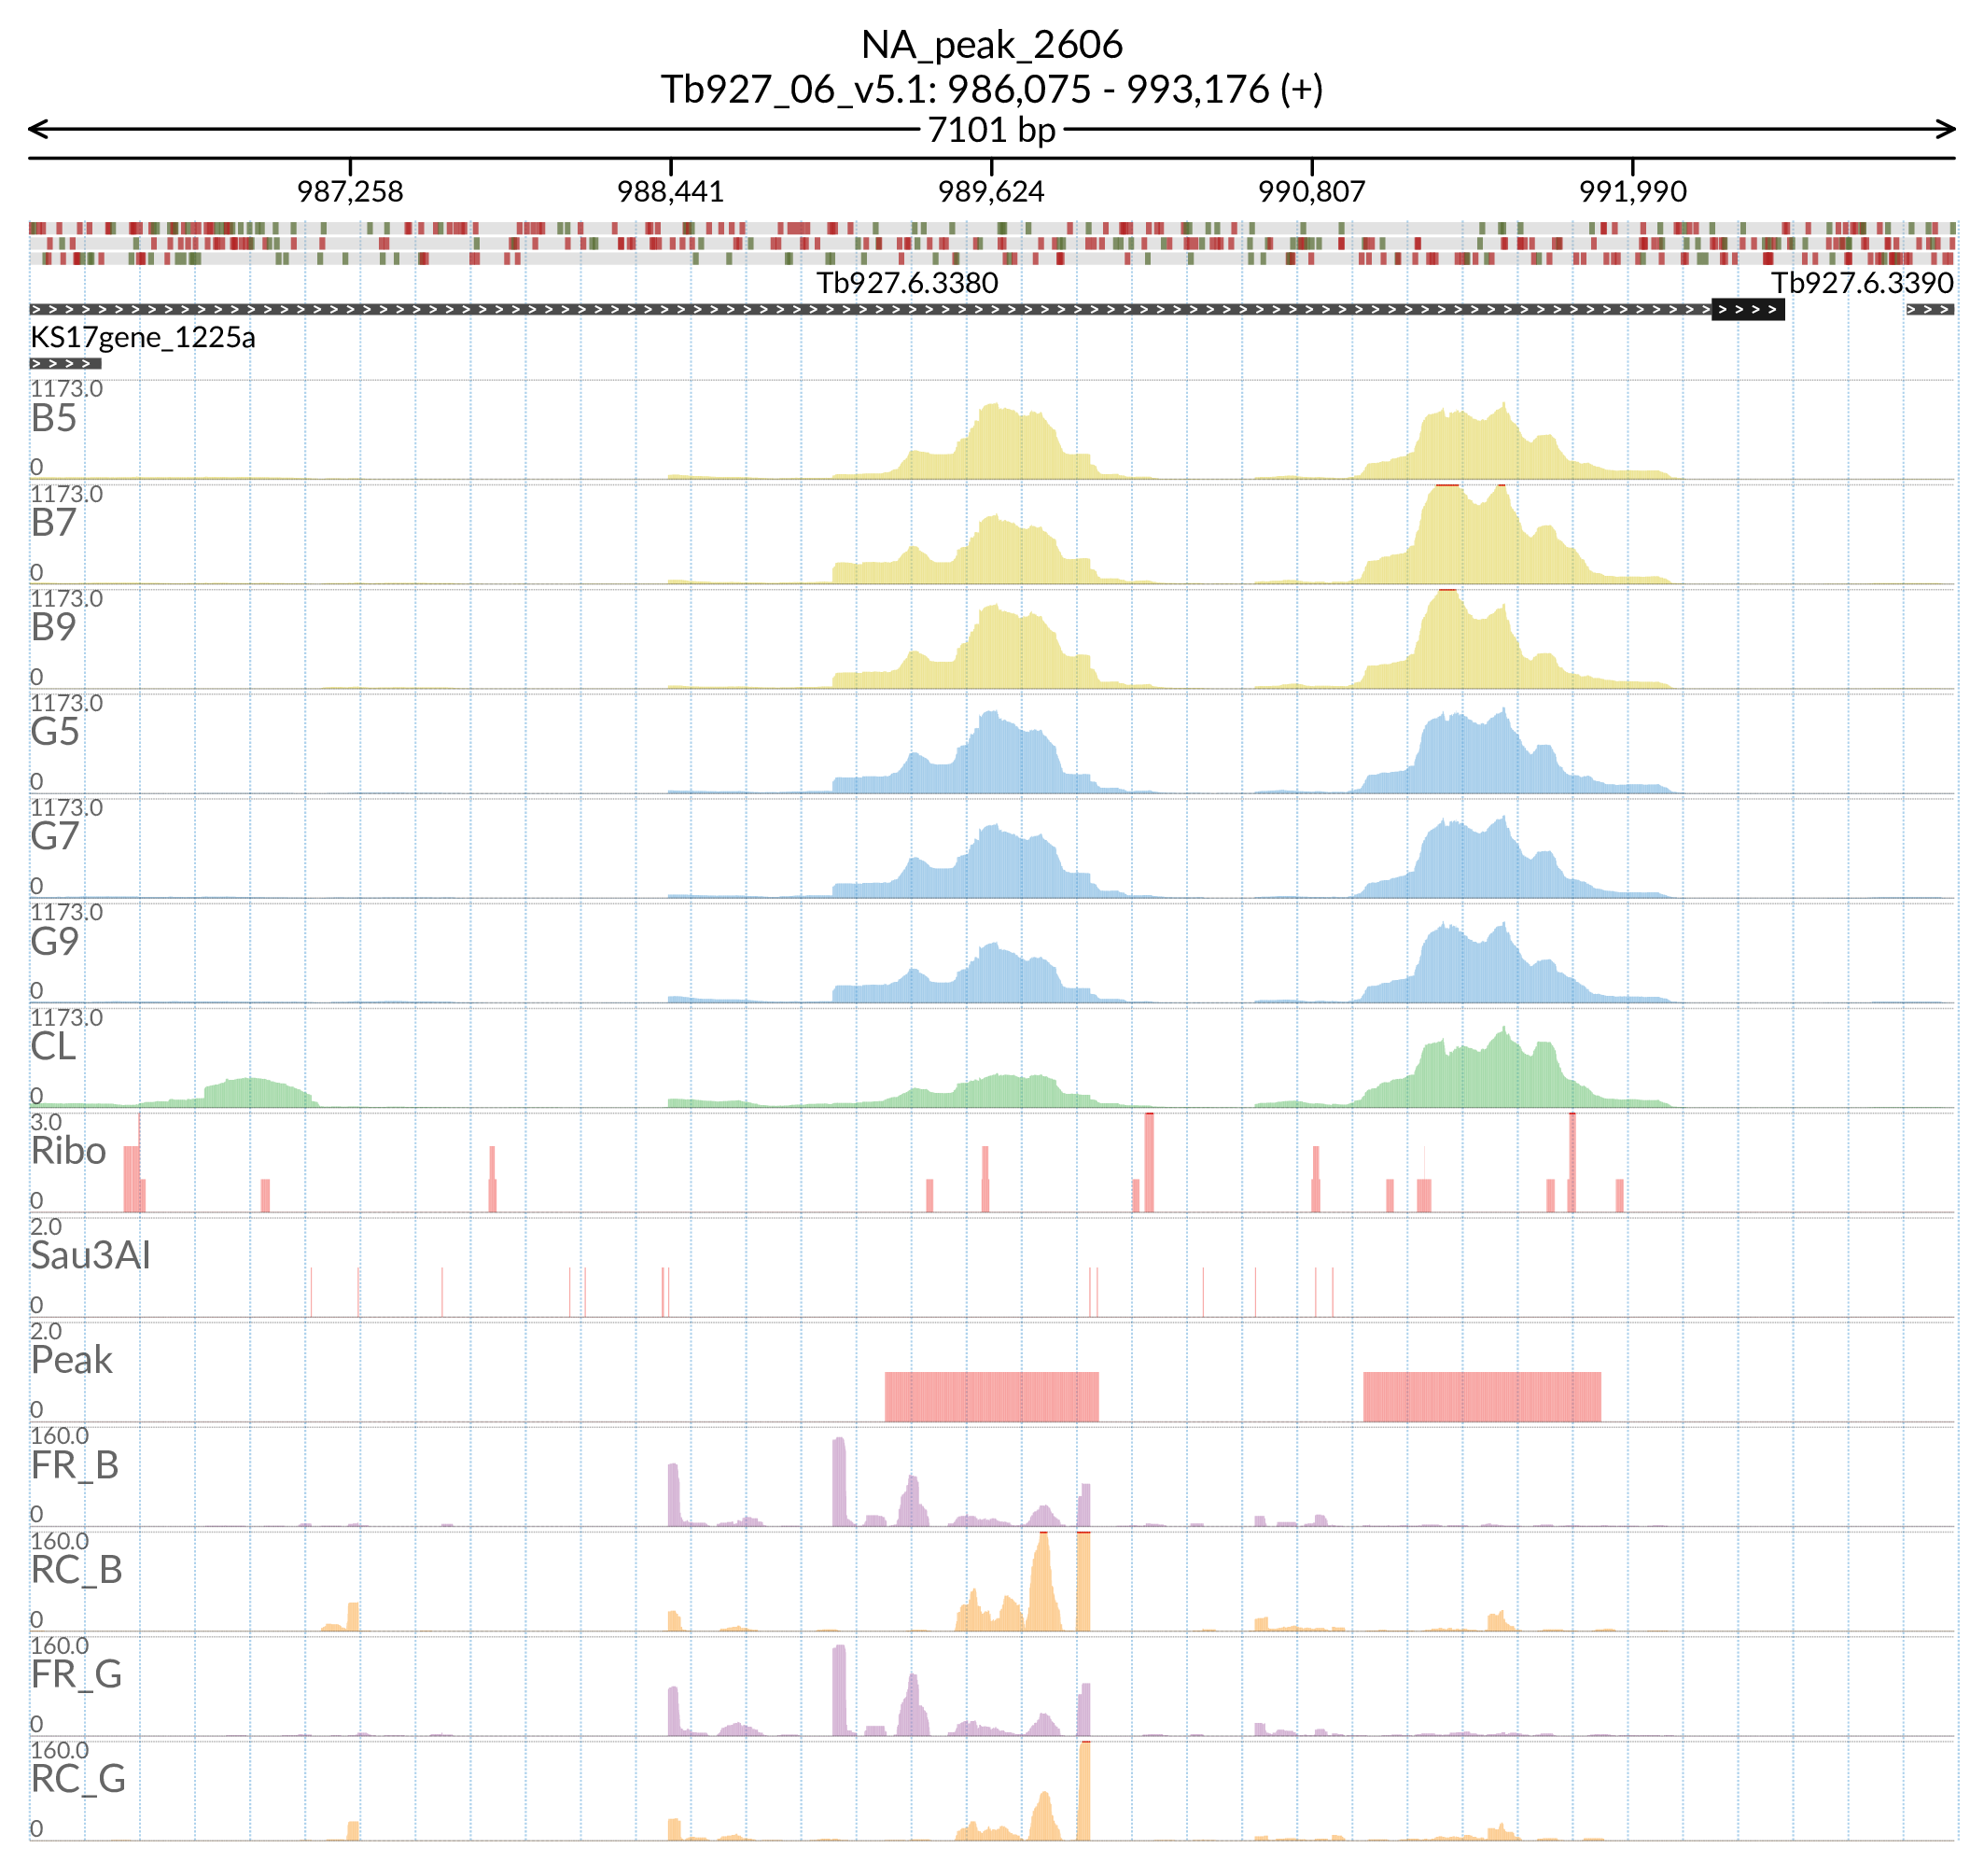 NA_peak_2606
Tb927_06_v5.1: 986,075 - 993,176 (+)
7101 bp
987,258 988,441 989,624 990,807 991,990
Tb927.6.3380 Tb927.6.3390
KS17gene_1225a
1173.0
B5
0
1173.0
B7
0
1173.0
B9
0
1173.0
G5
0
1173.0
G7
0
1173.0
G9
0
1173.0
CL
0
3.0
Ribo
0
2.0
Sau3AI
0
2.0
Peak
0
160.0
FR_B
0
160.0
RC_B
0
160.0
FR_G
0
160.0
RC_G
0